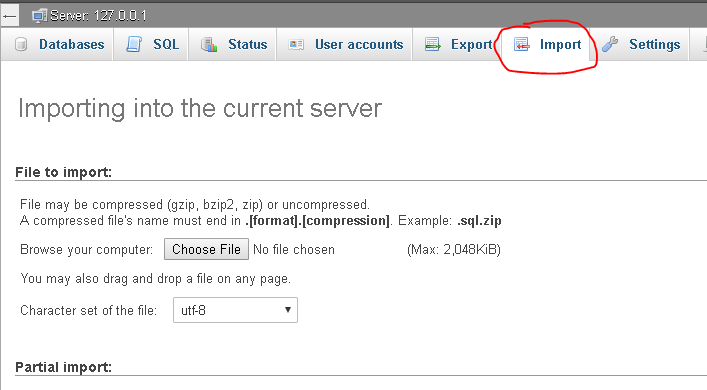 Server: 127.0.0.1
Databases SQL Status User accounts Export Import Settings
Importing into the current server
File to import:
File may be compressed (gzip, bzip2, zip) or uncompressed.
A compressed file's name must end in .[format].[compression]. Example: .sql.zip
Browse your computer: Choose File No file chosen (Max: 2,048KiB)
You may also drag and drop a file on any page.
Character set of the file: utf-8
Partial import: